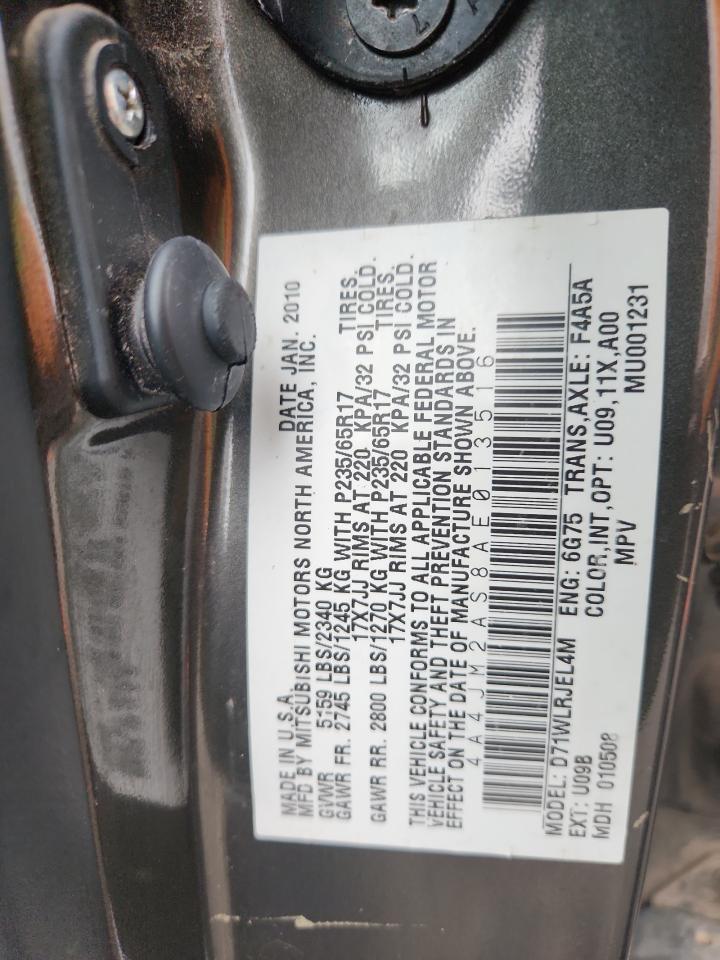 MADE IN U.S.A. DATE JAN. 2010
MFD BY MITSUBISHI MOTORS NORTH AMERICA, INC.
GVWR 5159 LBS/2340 KG
GAWR FR. 2745 LBS/1245 KG WITH P235/65R17 TIRES,
17X7JJ RIMS AT 220 KPA/32 PSI COLD.
GAWR RR. 2800 LBS/1270 KG WITH P235/65R17 TIRES,
17X7JJ RIMS AT 220 KPA/32 PSI COLD.
THIS VEHICLE CONFORMS TO ALL APPLICABLE FEDERAL MOTOR
VEHICLE SAFETY AND THEFT PREVENTION STANDARDS IN
EFFECT ON THE DATE OF MANUFACTURE SHOWN ABOVE.
4A4JM2AS8AE013516
MODEL: D71WLRJEL4M ENG: 6G75 TRANS,AXLE: F4A5A
EXT: U09B COLOR,INT,OPT: U09,11X,A00
MDH 010508 MPV MU001231